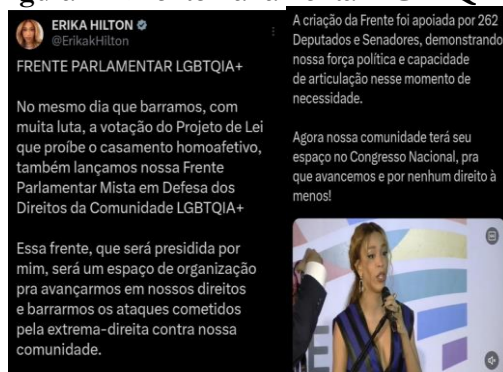 ERIKA HILTON
@ErikakHilton
FRENTE PARLAMENTAR LGBTQIA+
No mesmo dia que barramos, com
muita luta, a votação do Projeto de Lei
que proíbe o casamento homoafetivo,
também lançamos nossa Frente
Parlamentar Mista em Defesa dos
Direitos da Comunidade LGBTQIA+
Essa frente, que será presidida por
mim, será um espaço de organização
pra avançarmos em nossos direitos
e barrarmos os ataques cometidos
pela extrema-direita contra nossa
comunidade.
A criação da Frente foi apoiada por 262
Deputados e Senadores, demonstrando
nossa força política e capacidade
de articulação nesse momento de
necessidade.
Agora nossa comunidade terá seu
espaço no Congresso Nacional, pra
que avancemos e por nenhum direito à
menos!